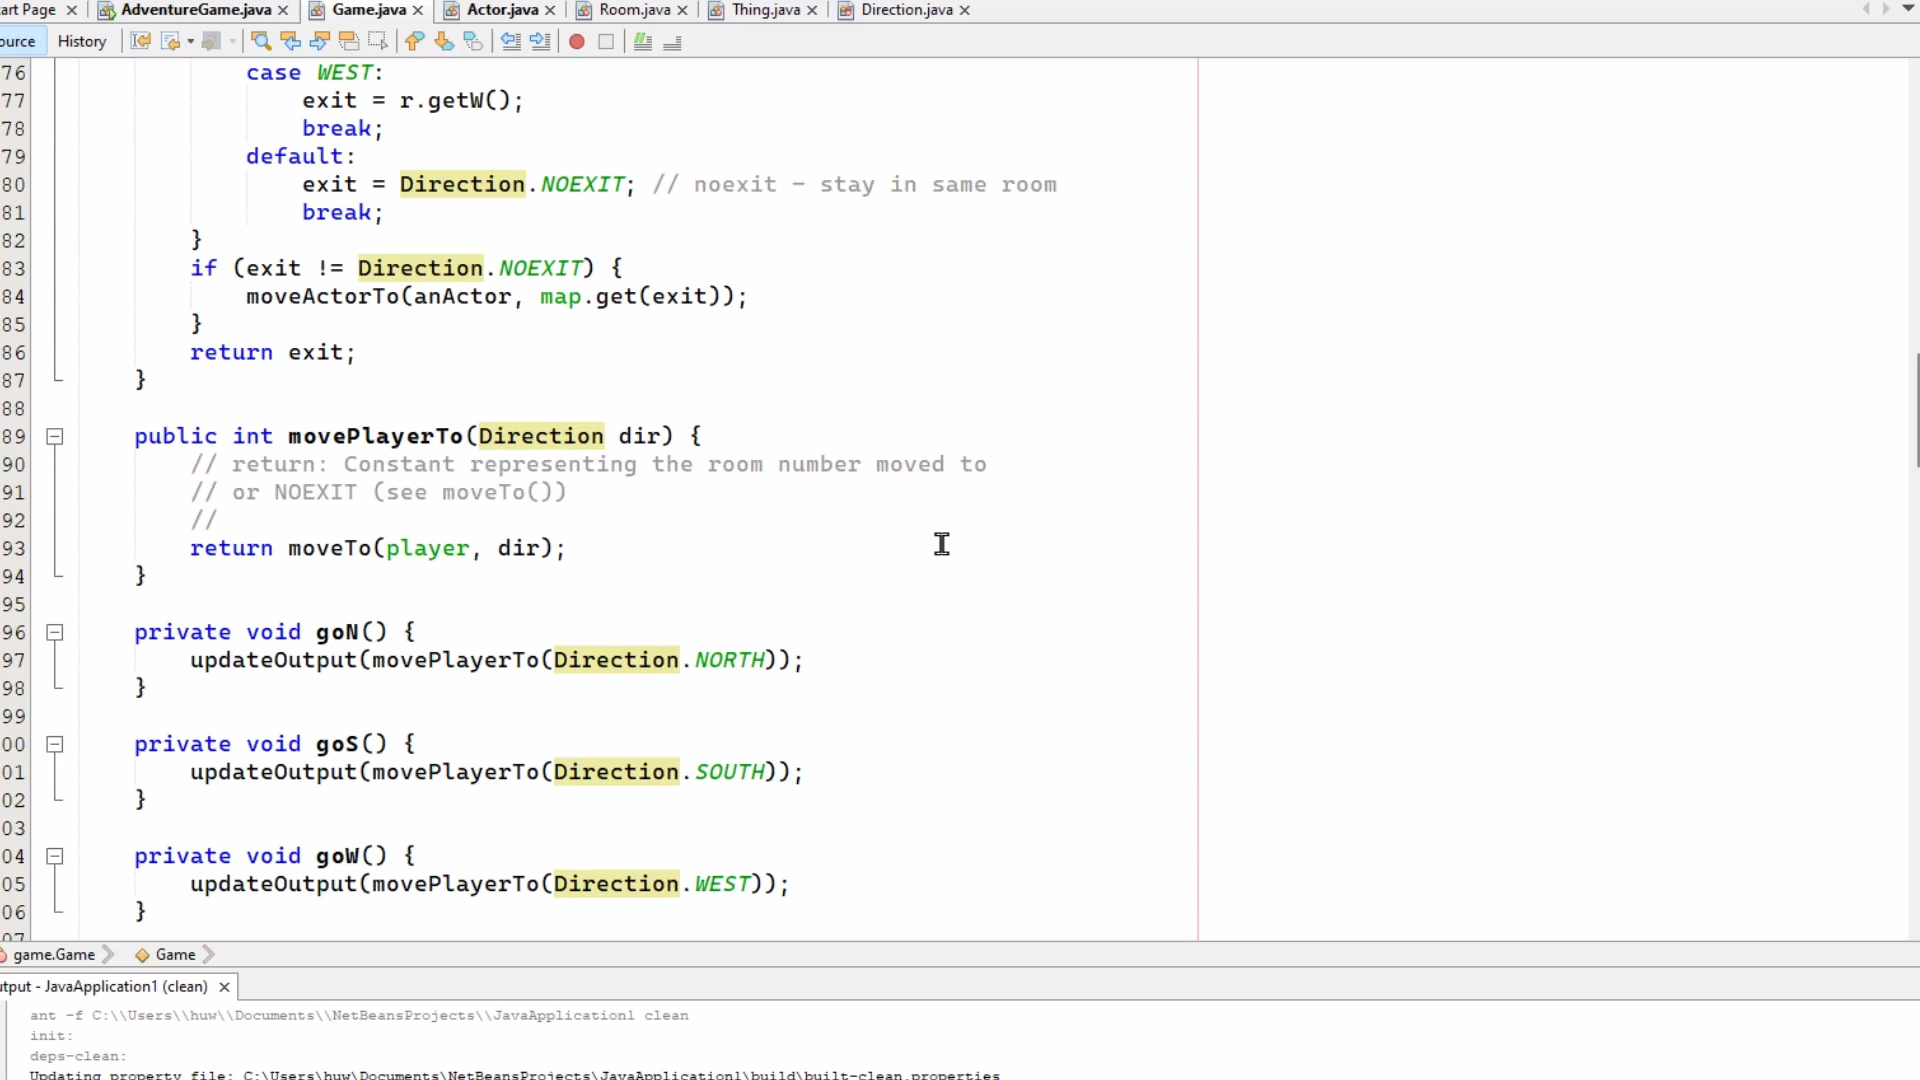 art Page
AdventureGame.java
Game.java
Actor.java
Room.java
Thing.java
Direction.java
ource
History
76 case WEST:
77 exit = r.getW();
78 break;
79 default:
80 exit = Direction.NOEXIT; // noexit - stay in same room
81 break;
82 }
83 if (exit != Direction.NOEXIT) {
84 moveActorTo(anActor, map.get(exit));
85 }
86 return exit;
87 }
88
89 public int movePlayerTo(Direction dir) {
90 // return: Constant representing the room number moved to
91 // or NOEXIT (see moveTo())
92 //
93 return moveTo(player, dir);
94 }
95
96 private void goN() {
97 updateOutput(movePlayerTo(Direction.NORTH));
98 }
99
00 private void goS() {
01 updateOutput(movePlayerTo(Direction.SOUTH));
02 }
03
04 private void goW() {
05 updateOutput(movePlayerTo(Direction.WEST));
06 }
07
game.Game
Game
utput - JavaApplication1 (clean)
ant -f C:\\Users\\huw\\Documents\\NetBeansProjects\\JavaApplication1 clean
init:
deps-clean:
Updating property file: C:\Users\huw\Documents\NetBeansProjects\JavaApplication1\build\built-clean.properties